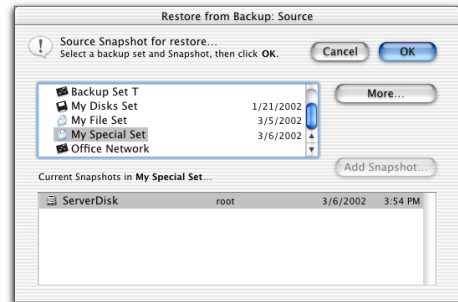 Restore from Backup: Source
Source Snapshot for restore...
Select a backup set and Snapshot, then click OK.
Cancel
OK
Backup Set T
My Disks Set 1/21/2002
My File Set 3/5/2002
My Special Set 3/6/2002
Office Network
More...
Add Snapshot...
Current Snapshots in My Special Set...
ServerDisk root 3/6/2002 3:54 PM